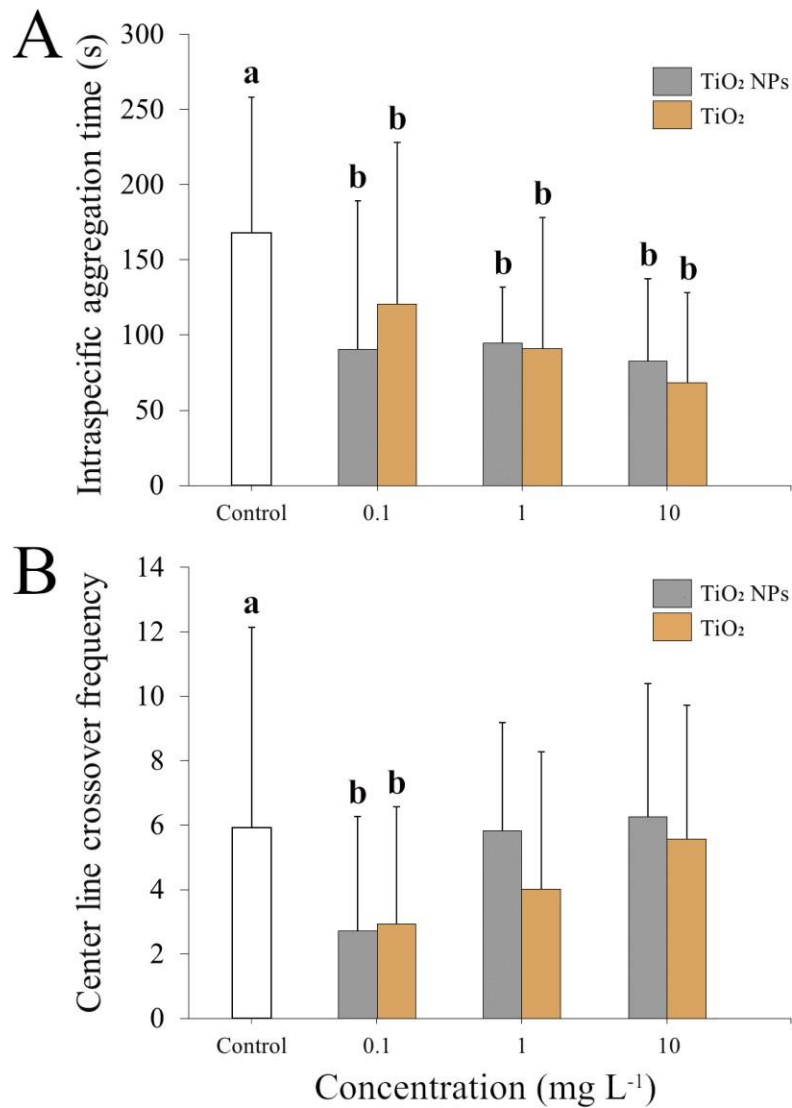 A
Intraspecific aggregation time (s)
300
250
200
150
100
50
0
a
b
b
b
b
b
b
TiO₂ NPs
TiO₂
Control
0.1
1
10
B
Center line crossover frequency
14
12
10
8
6
4
2
0
a
b
b
TiO₂ NPs
TiO₂
Control
0.1
1
10
Concentration (mg L⁻¹)